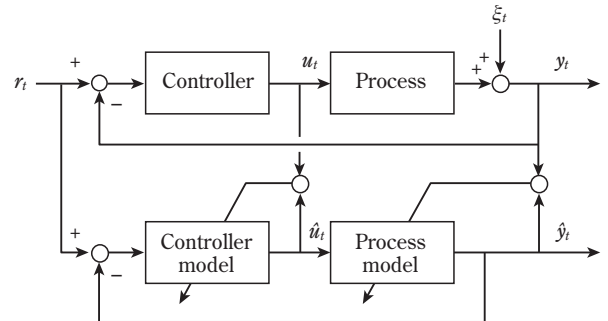 ξt
+
+
+
rt
Controller
ut
Process
yt
−
+
Controller
model
ût
Process
model
ŷt
−